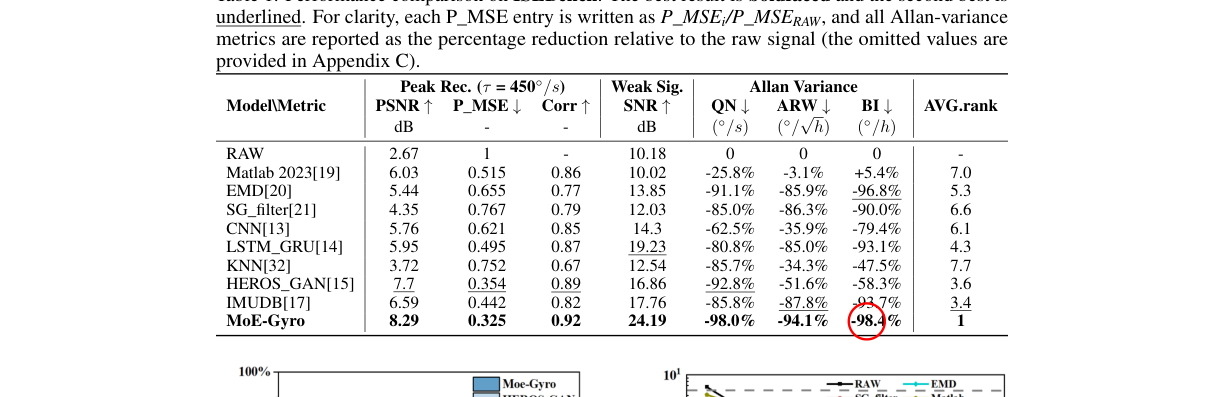 underlined. For clarity, each P_MSE entry is written as P_MSEi/P_MSERAW, and all Allan-variance
metrics are reported as the percentage reduction relative to the raw signal (the omitted values are
provided in Appendix C).
Peak Rec. (τ = 450°/s) Weak Sig. Allan Variance
Model\Metric PSNR ↑ P_MSE ↓ Corr ↑ SNR ↑ QN ↓ ARW ↓ BI ↓ AVG.rank
dB - - dB (°/s) (°/√h) (°/h)
RAW 2.67 1 - 10.18 0 0 0 -
Matlab 2023[19] 6.03 0.515 0.86 10.02 -25.8% -3.1% +5.4% 7.0
EMD[20] 5.44 0.655 0.77 13.85 -91.1% -85.9% -96.8% 5.3
SG_filter[21] 4.35 0.767 0.79 12.03 -85.0% -86.3% -90.0% 6.6
CNN[13] 5.76 0.621 0.85 14.3 -62.5% -35.9% -79.4% 6.1
LSTM_GRU[14] 5.95 0.495 0.87 19.23 -80.8% -85.0% -93.1% 4.3
KNN[32] 3.72 0.752 0.67 12.54 -85.7% -34.3% -47.5% 7.7
HEROS_GAN[15] 7.7 0.354 0.89 16.86 -92.8% -51.6% -58.3% 3.6
IMUDB[17] 6.59 0.442 0.82 17.76 -85.8% -87.8% -93.7% 3.4
MoE-Gyro 8.29 0.325 0.92 24.19 -98.0% -94.1% -98.4% 1
100% Moe-Gyro 10¹ RAW EMD